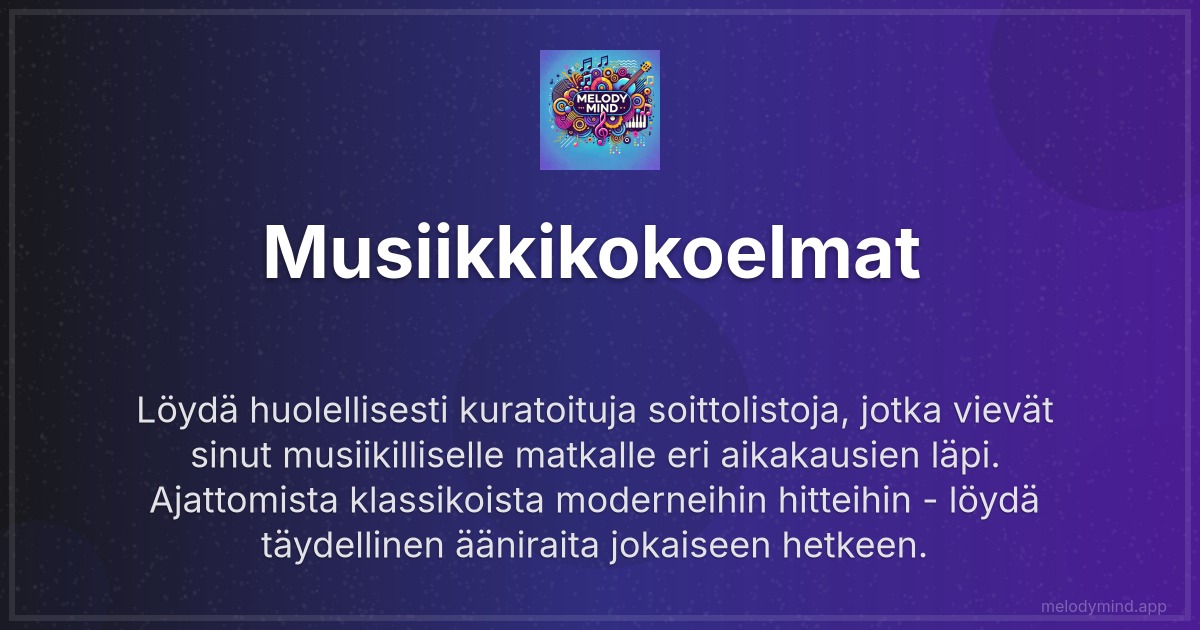 MELODY
MIND
Musiikkikokoelmat
Löydä huolellisesti kuratoituja soittolistoja, jotka vievät
sinut musiikilliselle matkalle eri aikakausien läpi.
Ajattomista klassikoista moderneihin hitteihin - löydä
täydellinen ääniraita jokaiseen hetkeen.
melodymind.app